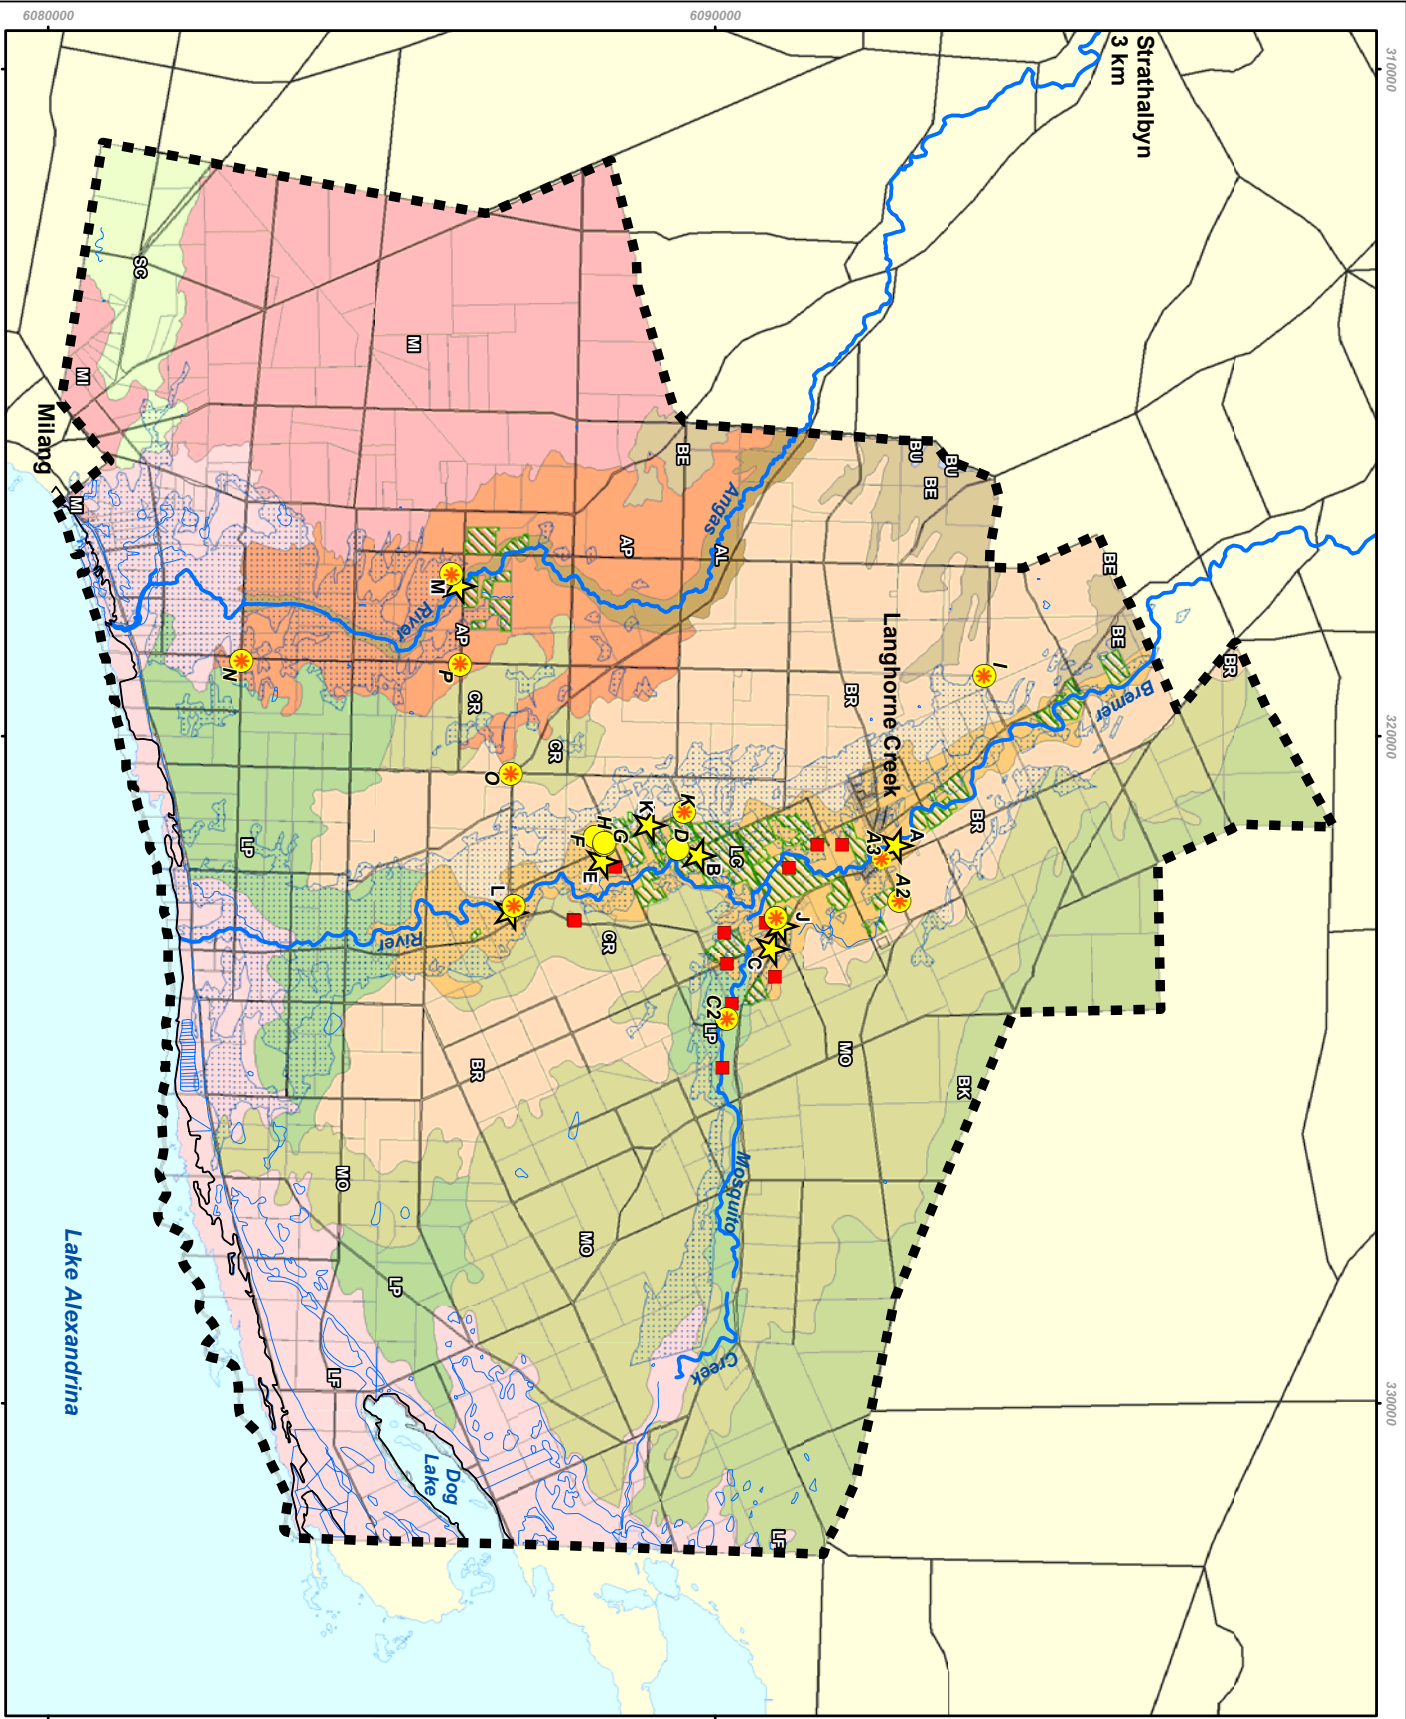 6080000
6090000
310000
320000
330000
Strathalbyn
3 km
SC
MI
MI
MI
Milang
BE
BU
BU
BE
BE
BE
BR
Angas
AL
AP
Bremer
Langhorne Creek
I
BR
M
River
AP
P
N
CR
CR
O
BR
LP
K
K1
D
B
LC
A
A3
A2
H
G
F
E
L
J
C
C2
LP
River
CR
MO
BK
BR
Mosquito
MO
MO
LP
Creek
LF
LF
Dog
Lake
Lake Alexandrina